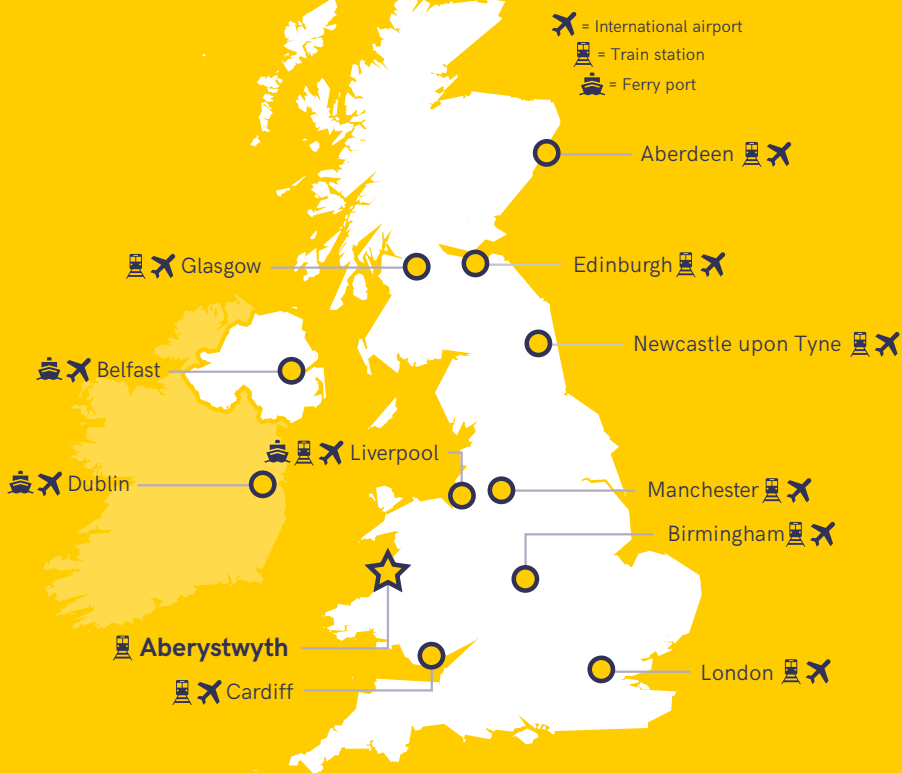 = International airport
= Train station
= Ferry port
Aberdeen
Glasgow
Edinburgh
Newcastle upon Tyne
Belfast
Liverpool
Dublin
Manchester
Birmingham
Aberystwyth
London
Cardiff